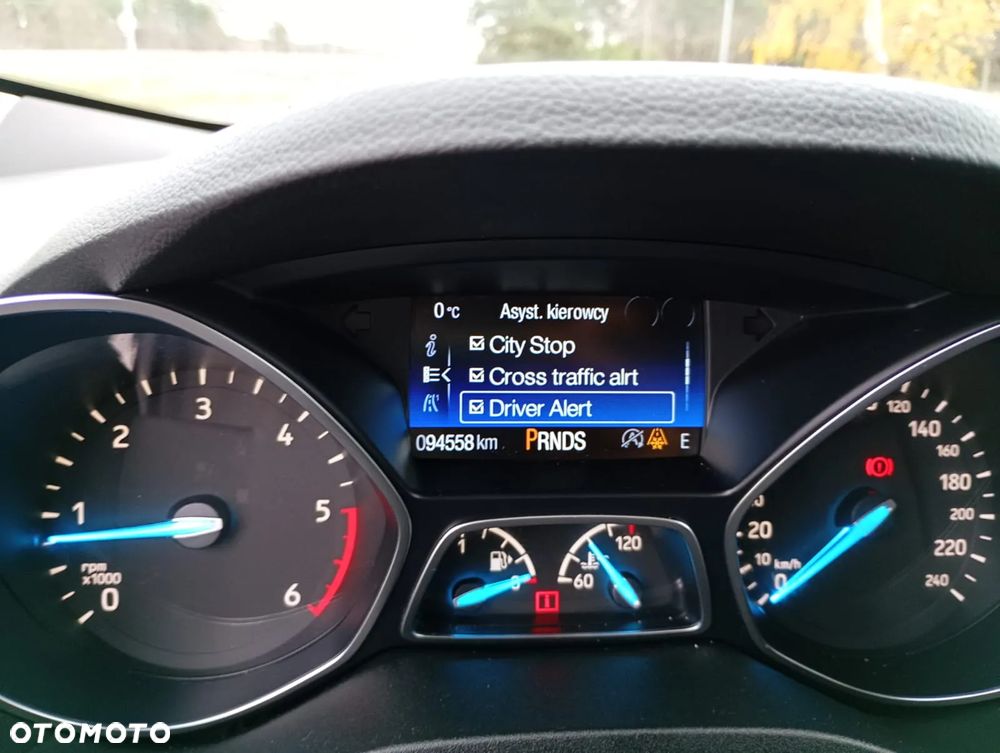 0°C Asyst. kierowcy
City Stop
Cross traffic alrt
Driver Alert
094558 km PRNDS E
0 1 2 3 4 5 6
rpm
x1000
1 0
60 120
0 10 20
km/h
120 140 160 180 200 220 240
OTOMOTO